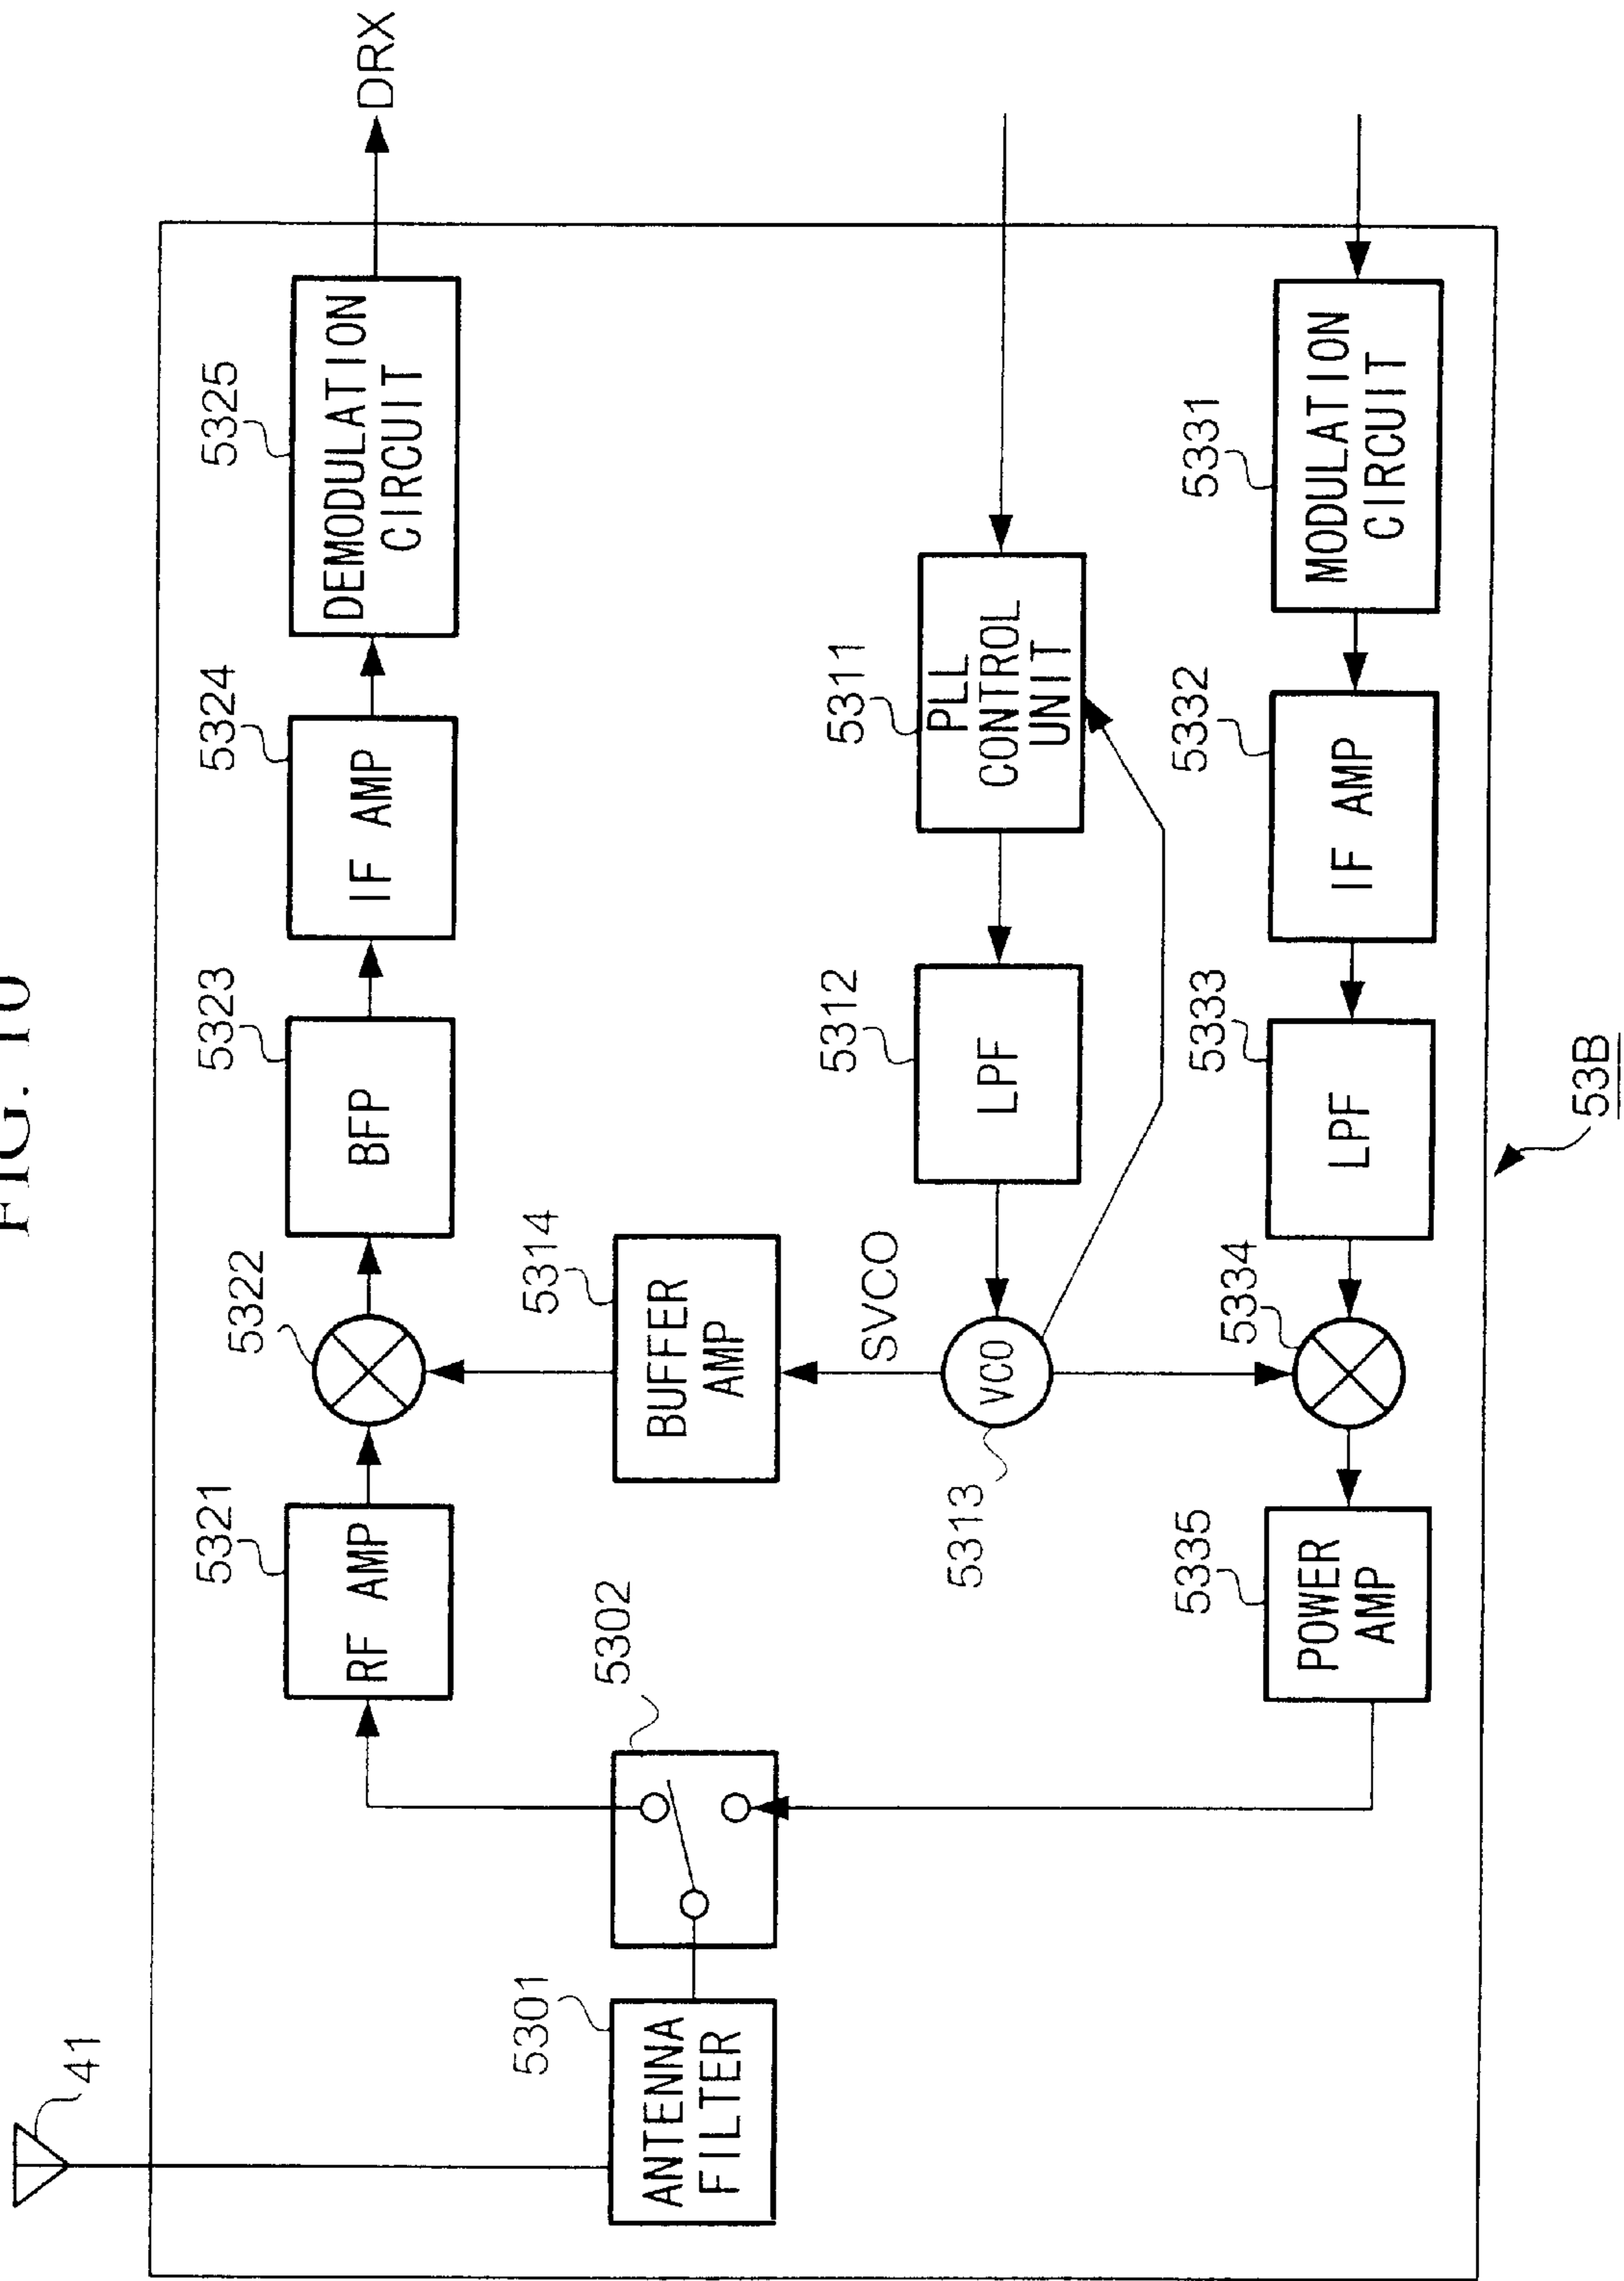 FIG. 10
41
5301
ANTENNA
FILTER
5302
5321
RF AMP
5322
5323
BFP
5324
IF AMP
5325
DEMODULATION
CIRCUIT
DRX
5314
BUFFER
AMP
SVCO
5313
VCO
5312
LPF
5311
PLL
CONTROL
UNIT
5335
POWER
AMP
5334
5333
LPF
5332
IF AMP
5331
MODULATION
CIRCUIT
53B